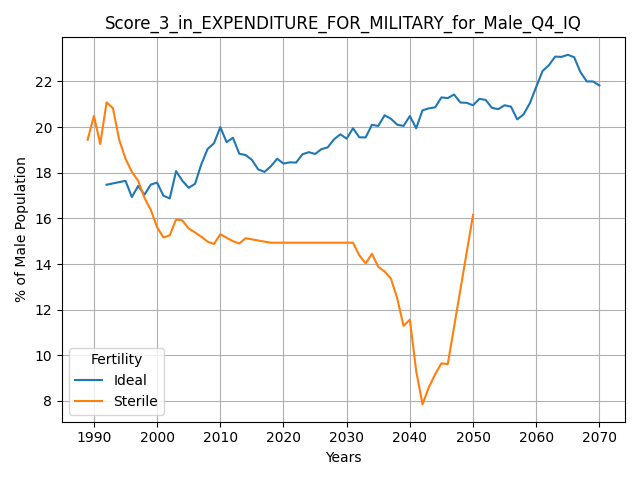 Score_3_in_EXPENDITURE_FOR_MILITARY_for_Male_Q4_IQ
% of Male Population
22
20
18
16
14
12
10
8
Fertility
Ideal
Sterile
1990 2000 2010 2020 2030 2040 2050 2060 2070
Years